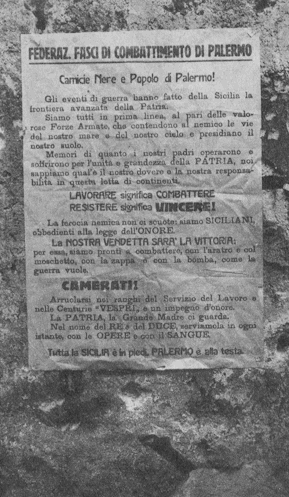 FEDERAZ. FASCI DI COMBATTIMENTO DI PALERMO
Camicie Nere e Popolo di Palermo!
Gli eventi di guerra hanno fatto della Sicilia la
frontiera avanzata della Patria.
Siamo tutti in prima linea, al pari delle valo-
rose Forze Armate, che contendono al nemico le vie
del nostro mare e del nostro cielo e presidiano il
nostro suolo.
Memori di quanto i nostri padri operarono e
soffrirono per l'unità e grandezza della PATRIA, noi
sappiamo qual'è il nostro dovere e la nostra responsa-
bilità in questa lotta di continenti.
LAVORARE significa COMBATTERE
RESISTERE significa VINCERE!
La ferocia nemica non ci scuote: siamo SICILIANI,
obbedienti alla legge dell'ONORE.
La NOSTRA VENDETTA SARA' LA VITTORIA:
per essa, siamo pronti a combattere, con l'aratro e col
moschetto, con la zappa e con la bomba, come la
guerra vuole.
CAMERATI!
Arruolarsi nei ranghi del Servizio del Lavoro e
nelle Centurie "VESPRI," è un impegno d'onore.
La PATRIA, la Grande Madre ci guarda.
Nel nome del RE e del DUCE, serviamola in ogni
istante, con le OPERE e con il SANGUE.
Tutta la SICILIA è in piedi, PALERMO è alla testa.